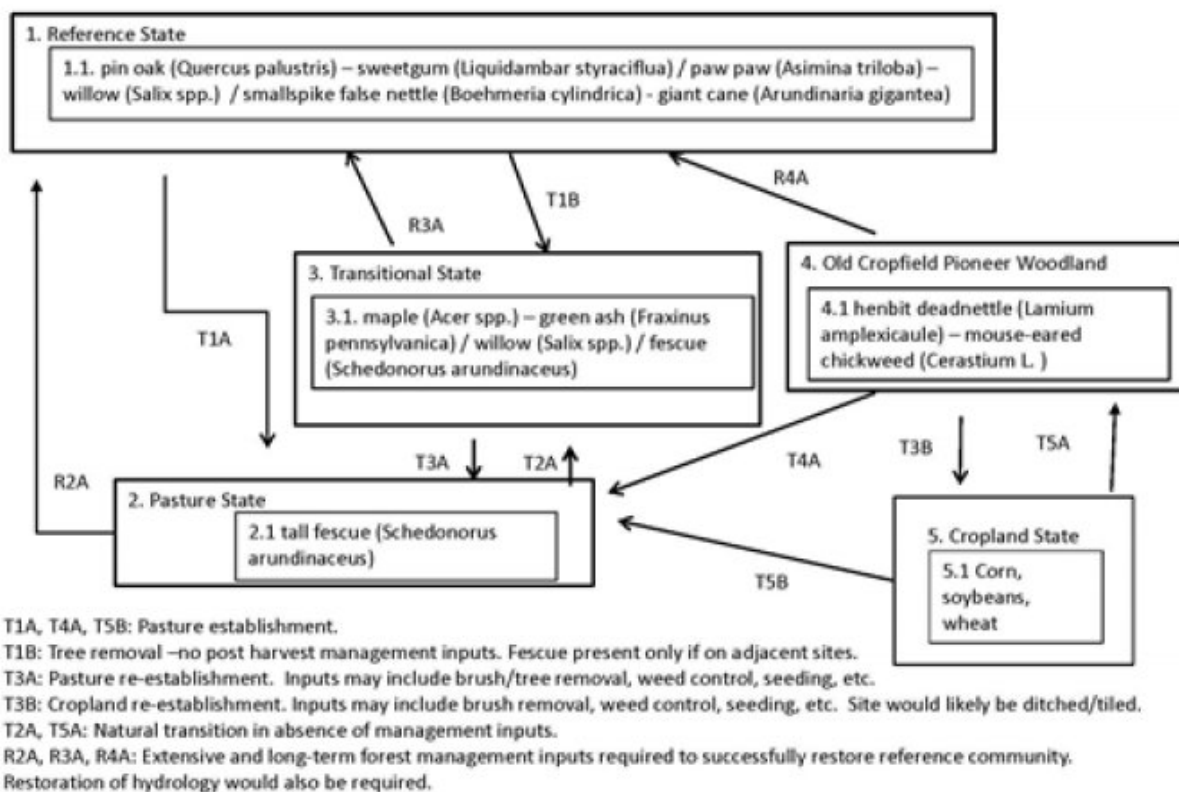 1. Reference State
1.1. pin oak (Quercus palustris) – sweetgum (Liquidambar styraciflua) / paw paw (Asimina triloba) –
willow (Salix spp.) / smallspike false nettle (Boehmeria cylindrica) - giant cane (Arundinaria gigantea)
R4A
T1B
R3A
3. Transitional State
4. Old Cropfield Pioneer Woodland
3.1. maple (Acer spp.) – green ash (Fraxinus
pennsylvanica) / willow (Salix spp.) / fescue
(Schedonorus arundinaceus)
4.1 henbit deadnettle (Lamium
amplexicaule) – mouse-eared
chickweed (Cerastium L. )
T1A
T3A
T2A
T4A
T3B
T5A
R2A
2. Pasture State
2.1 tall fescue (Schedonorus
arundinaceus)
5. Cropland State
5.1 Corn,
soybeans,
wheat
T5B
T1A, T4A, T5B: Pasture establishment.
T1B: Tree removal –no post harvest management inputs. Fescue present only if on adjacent sites.
T3A: Pasture re-establishment. Inputs may include brush/tree removal, weed control, seeding, etc.
T3B: Cropland re-establishment. Inputs may include brush removal, weed control, seeding, etc. Site would likely be ditched/tiled.
T2A, T5A: Natural transition in absence of management inputs.
R2A, R3A, R4A: Extensive and long-term forest management inputs required to successfully restore reference community.
Restoration of hydrology would also be required.